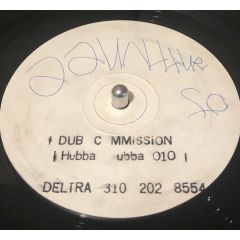 DUB C MMISSION
Hubba ubba 010
DELTRA 310 202 8554